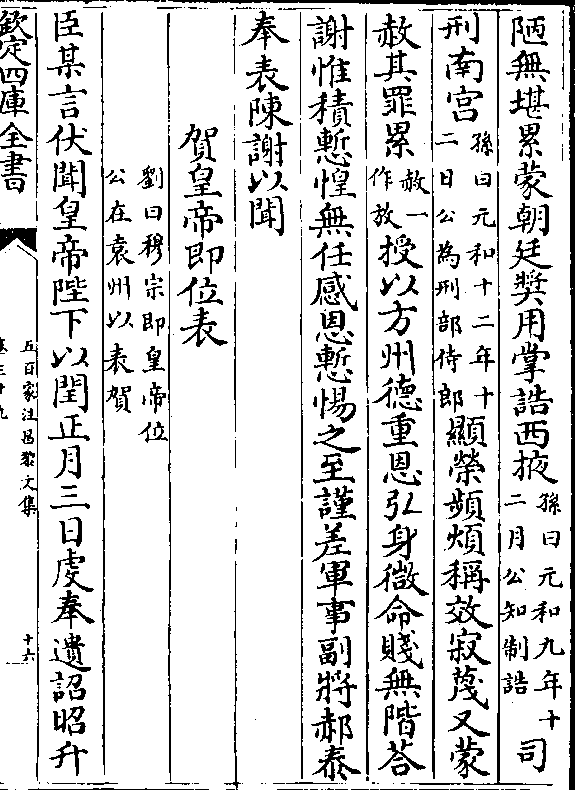 陋無堪累蒙朝廷奬用掌誥西掖孫曰元和九年十二月公知制誥司
刑南宫孫曰元和十二年十二日公為刑部侍郎顯榮頻煩稱效寂蔑又蒙
赦其罪累赦一作放授以方州德重恩弘身微命賤無階荅
謝惟積慙惶無任感恩慙惕之至謹差軍事副將郝泰
奉表陳謝以聞
賀皇帝即位表
劉曰穆宗即皇帝位公在袁州以表賀
臣某言伏聞皇帝陛下以閏正月三日虔奉遺詔昭升
欽定四庫全書
五百家注昌黎文集
卷三十九
十六